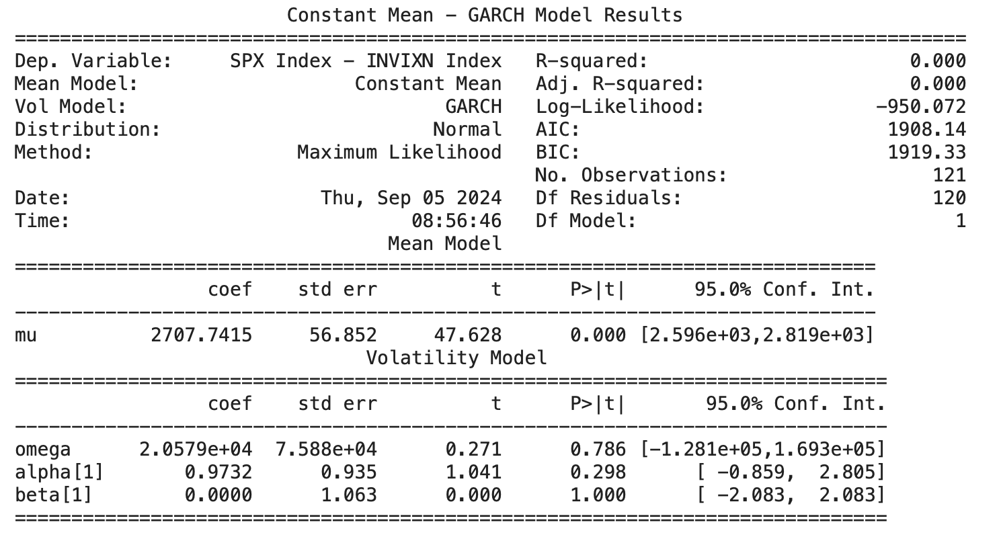 Constant Mean - GARCH Model Results
==============================================================================
Dep. Variable: SPX Index - INVIXN Index R-squared: 0.000
Mean Model: Constant Mean Adj. R-squared: 0.000
Vol Model: GARCH Log-Likelihood: -950.072
Distribution: Normal AIC: 1908.14
Method: Maximum Likelihood BIC: 1919.33
No. Observations: 121
Date: Thu, Sep 05 2024 Df Residuals: 120
Time: 08:56:46 Df Model: 1
Mean Model
==============================================================================
coef std err t P>|t| 95.0% Conf. Int.
------------------------------------------------------------------------------
mu 2707.7415 56.852 47.628 0.000 [2.596e+03,2.819e+03]
Volatility Model
==============================================================================
coef std err t P>|t| 95.0% Conf. Int.
------------------------------------------------------------------------------
omega 2.0579e+04 7.588e+04 0.271 0.786 [-1.281e+05,1.693e+05]
alpha[1] 0.9732 0.935 1.041 0.298 [ -0.859, 2.805]
beta[1] 0.0000 1.063 0.000 1.000 [ -2.083, 2.083]
==============================================================================